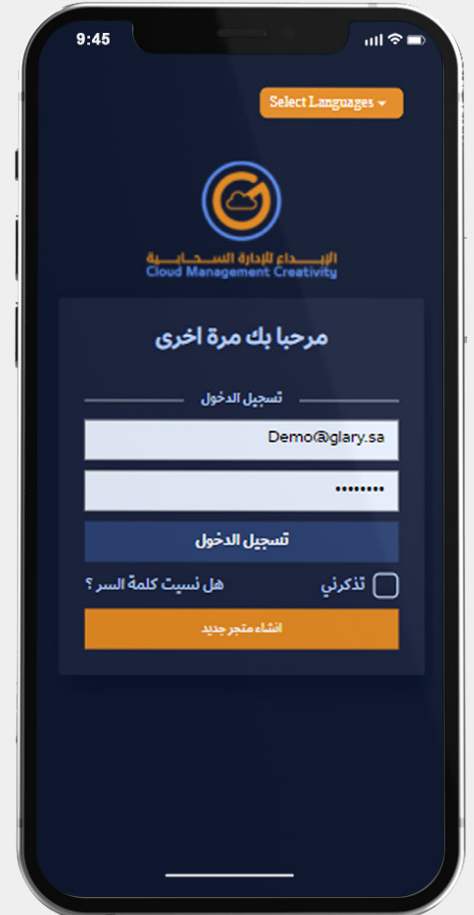 9:45
Select Languages
الإبداع للإدارة السحابية
Cloud Management Creativity
مرحبا بك مرة اخرى
تسجيل الدخول
Demo@glary.sa
••••••••
تسجيل الدخول
تذكرني
هل نسيت كلمة السر ؟
انشاء متجر جديد